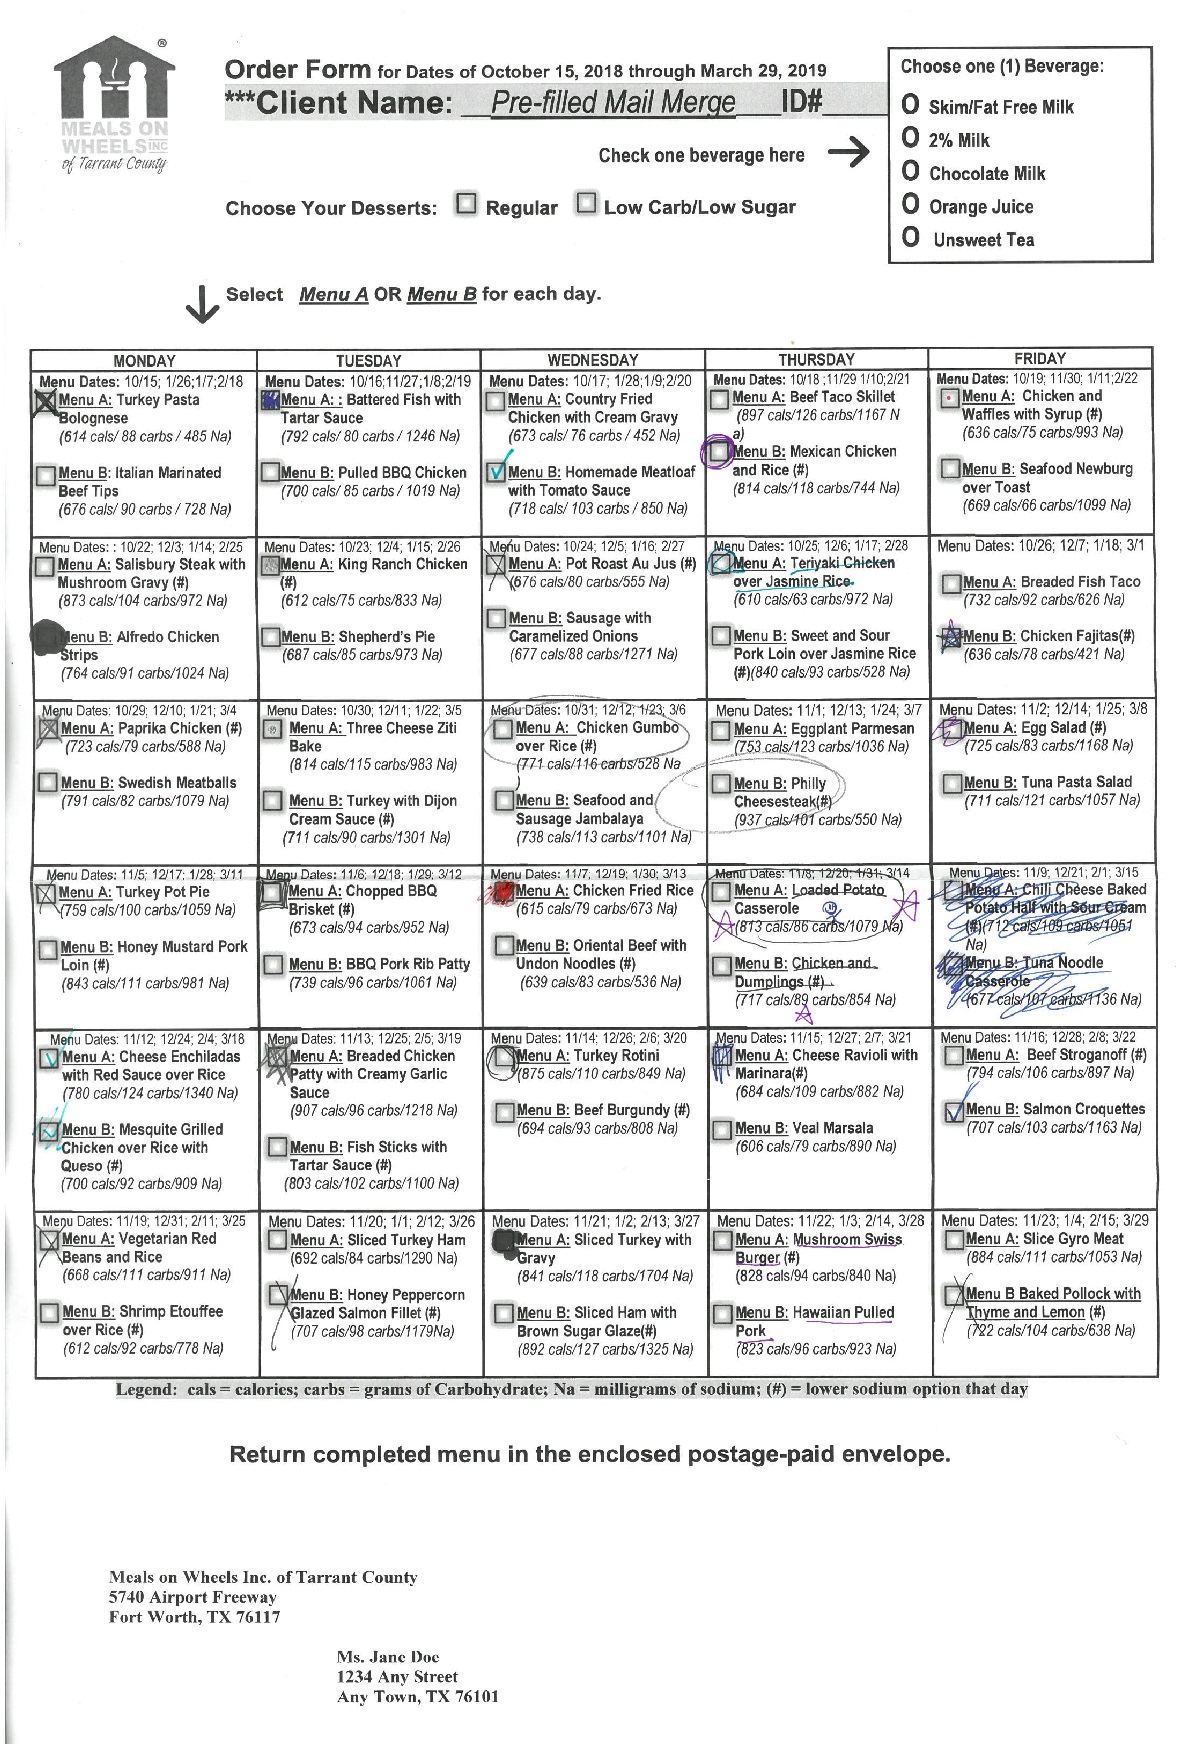 ®
MEALS ON
WHEELS INC
of Tarrant County
Order Form for Dates of October 15, 2018 through March 29, 2019
***Client Name: Pre-filled Mail Merge ID#
Check one beverage here
Choose Your Desserts: Regular Low Carb/Low Sugar
Choose one (1) Beverage:
O Skim/Fat Free Milk
O 2% Milk
O Chocolate Milk
O Orange Juice
O Unsweet Tea
Select Menu A OR Menu B for each day.
MONDAY TUESDAY WEDNESDAY THURSDAY FRIDAY
Menu Dates: 10/15; 1/26;1/7;2/18
Menu A: Turkey Pasta
Bolognese
(614 cals/ 88 carbs / 485 Na)
Menu B: Italian Marinated
Beef Tips
(676 cals/ 90 carbs / 728 Na)
Menu Dates: 10/16;11/27;1/8;2/19
Menu A: : Battered Fish with
Tartar Sauce
(792 cals/ 80 carbs / 1246 Na)
Menu B: Pulled BBQ Chicken
(700 cals/ 85 carbs / 1019 Na)
Menu Dates: 10/17; 1/28;1/9;2/20
Menu A: Country Fried
Chicken with Cream Gravy
(673 cals/ 76 carbs / 452 Na)
Menu B: Homemade Meatloaf
with Tomato Sauce
(718 cals/ 103 carbs / 850 Na)
Menu Dates: 10/18 ;11/29 1/10;2/21
Menu A: Beef Taco Skillet
(897 cals/126 carbs/1167 N
a)
Menu B: Mexican Chicken
and Rice (#)
(814 cals/118 carbs/744 Na)
Menu Dates: 10/19; 11/30; 1/11;2/22
Menu A: Chicken and
Waffles with Syrup (#)
(636 cals/75 carbs/993 Na)
Menu B: Seafood Newburg
over Toast
(669 cals/66 carbs/1099 Na)
Menu Dates: : 10/22; 12/3; 1/14; 2/25
Menu A: Salisbury Steak with
Mushroom Gravy (#)
(873 cals/104 carbs/972 Na)
Menu B: Alfredo Chicken
Strips
(764 cals/91 carbs/1024 Na)
Menu Dates: 10/23; 12/4; 1/15; 2/26
Menu A: King Ranch Chicken
(#)
(612 cals/75 carbs/833 Na)
Menu B: Shepherd's Pie
(687 cals/85 carbs/973 Na)
Menu Dates: 10/24; 12/5; 1/16; 2/27
Menu A: Pot Roast Au Jus (#)
(676 cals/80 carbs/555 Na)
Menu B: Sausage with
Caramelized Onions
(677 cals/88 carbs/1271 Na)
Menu Dates: 10/25; 12/6; 1/17; 2/28
Menu A: Teriyaki Chicken
over Jasmine Rice
(610 cals/63 carbs/972 Na)
Menu B: Sweet and Sour
Pork Loin over Jasmine Rice
(#)(840 cals/93 carbs/528 Na)
Menu Dates: 10/26; 12/7; 1/18; 3/1
Menu A: Breaded Fish Taco
(732 cals/92 carbs/626 Na)
Menu B: Chicken Fajitas(#)
(636 cals/78 carbs/421 Na)
Menu Dates: 10/29; 12/10; 1/21; 3/4
Menu A: Paprika Chicken (#)
(723 cals/79 carbs/588 Na)
Menu B: Swedish Meatballs
(791 cals/82 carbs/1079 Na)
Menu Dates: 10/30; 12/11; 1/22; 3/5
Menu A: Three Cheese Ziti
Bake
(814 cals/115 carbs/983 Na)
Menu B: Turkey with Dijon
Cream Sauce (#)
(711 cals/90 carbs/1301 Na)
Menu Dates: 10/31; 12/12; 1/23; 3/6
Menu A: Chicken Gumbo
over Rice (#)
(771 cals/116 carbs/528 Na
)
Menu B: Seafood and
Sausage Jambalaya
(738 cals/113 carbs/1101 Na)
Menu Dates: 11/1; 12/13; 1/24; 3/7
Menu A: Eggplant Parmesan
(753 cals/123 carbs/1036 Na)
Menu B: Philly
Cheesesteak(#)
(937 cals/101 carbs/550 Na)
Menu Dates: 11/2; 12/14; 1/25; 3/8
Menu A: Egg Salad (#)
(725 cals/83 carbs/1168 Na)
Menu B: Tuna Pasta Salad
(711 cals/121 carbs/1057 Na)
Menu Dates: 11/5; 12/17; 1/28; 3/11
Menu A: Turkey Pot Pie
(759 cals/100 carbs/1059 Na)
Menu B: Honey Mustard Pork
Loin (#)
(843 cals/111 carbs/981 Na)
Menu Dates: 11/6; 12/18; 1/29; 3/12
Menu A: Chopped BBQ
Brisket (#)
(673 cals/94 carbs/952 Na)
Menu B: BBQ Pork Rib Patty
(739 cals/96 carbs/1061 Na)
Menu Dates: 11/7; 12/19; 1/30; 3/13
Menu A: Chicken Fried Rice
(615 cals/79 carbs/673 Na)
Menu B: Oriental Beef with
Undon Noodles (#)
(639 cals/83 carbs/536 Na)
Menu Dates: 11/8; 12/20; 1/31; 3/14
Menu A: Loaded Potato
Casserole
(813 cals/86 carbs/1079 Na)
Menu B: Chicken and
Dumplings (#)
(717 cals/89 carbs/854 Na)
Menu Dates: 11/9; 12/21; 2/1; 3/15
Menu A: Chili Cheese Baked
Potato Half with Sour Cream
(#)(712 cals/109 carbs/1051
Na)
Menu B: Tuna Noodle
Casserole
(677 cals/107 carbs/1136 Na)
Menu Dates: 11/12; 12/24; 2/4; 3/18
Menu A: Cheese Enchiladas
with Red Sauce over Rice
(780 cals/124 carbs/1340 Na)
Menu B: Mesquite Grilled
Chicken over Rice with
Queso (#)
(700 cals/92 carbs/909 Na)
Menu Dates: 11/13; 12/25; 2/5; 3/19
Menu A: Breaded Chicken
Patty with Creamy Garlic
Sauce
(907 cals/96 carbs/1218 Na)
Menu B: Fish Sticks with
Tartar Sauce (#)
(803 cals/102 carbs/1100 Na)
Menu Dates: 11/14; 12/26; 2/6; 3/20
Menu A: Turkey Rotini
(875 cals/110 carbs/849 Na)
Menu B: Beef Burgundy (#)
(694 cals/93 carbs/808 Na)
Menu Dates: 11/15; 12/27; 2/7; 3/21
Menu A: Cheese Ravioli with
Marinara(#)
(684 cals/109 carbs/882 Na)
Menu B: Veal Marsala
(606 cals/79 carbs/890 Na)
Menu Dates: 11/16; 12/28; 2/8; 3/22
Menu A: Beef Stroganoff (#)
(794 cals/106 carbs/897 Na)
Menu B: Salmon Croquettes
(707 cals/103 carbs/1163 Na)
Menu Dates: 11/19; 12/31; 2/11; 3/25
Menu A: Vegetarian Red
Beans and Rice
(668 cals/111 carbs/911 Na)
Menu B: Shrimp Etouffee
over Rice (#)
(612 cals/92 carbs/778 Na)
Menu Dates: 11/20; 1/1; 2/12; 3/26
Menu A: Sliced Turkey Ham
(692 cals/84 carbs/1290 Na)
Menu B: Honey Peppercorn
Glazed Salmon Fillet (#)
(707 cals/98 carbs/1179Na)
Menu Dates: 11/21; 1/2; 2/13; 3/27
Menu A: Sliced Turkey with
Gravy
(841 cals/118 carbs/1704 Na)
Menu B: Sliced Ham with
Brown Sugar Glaze(#)
(892 cals/127 carbs/1325 Na)
Menu Dates: 11/22; 1/3; 2/14, 3/28
Menu A: Mushroom Swiss
Burger (#)
(828 cals/94 carbs/840 Na)
Menu B: Hawaiian Pulled
Pork
(823 cals/96 carbs/923 Na)
Menu Dates: 11/23; 1/4; 2/15; 3/29
Menu A: Slice Gyro Meat
(884 cals/111 carbs/1053 Na)
Menu B Baked Pollock with
Thyme and Lemon (#)
(722 cals/104 carbs/638 Na)
Legend: cals = calories; carbs = grams of Carbohydrate; Na = milligrams of sodium; (#) = lower sodium option that day
Return completed menu in the enclosed postage-paid envelope.
Meals on Wheels Inc. of Tarrant County
5740 Airport Freeway
Fort Worth, TX 76117
Ms. Jane Doe
1234 Any Street
Any Town, TX 76101